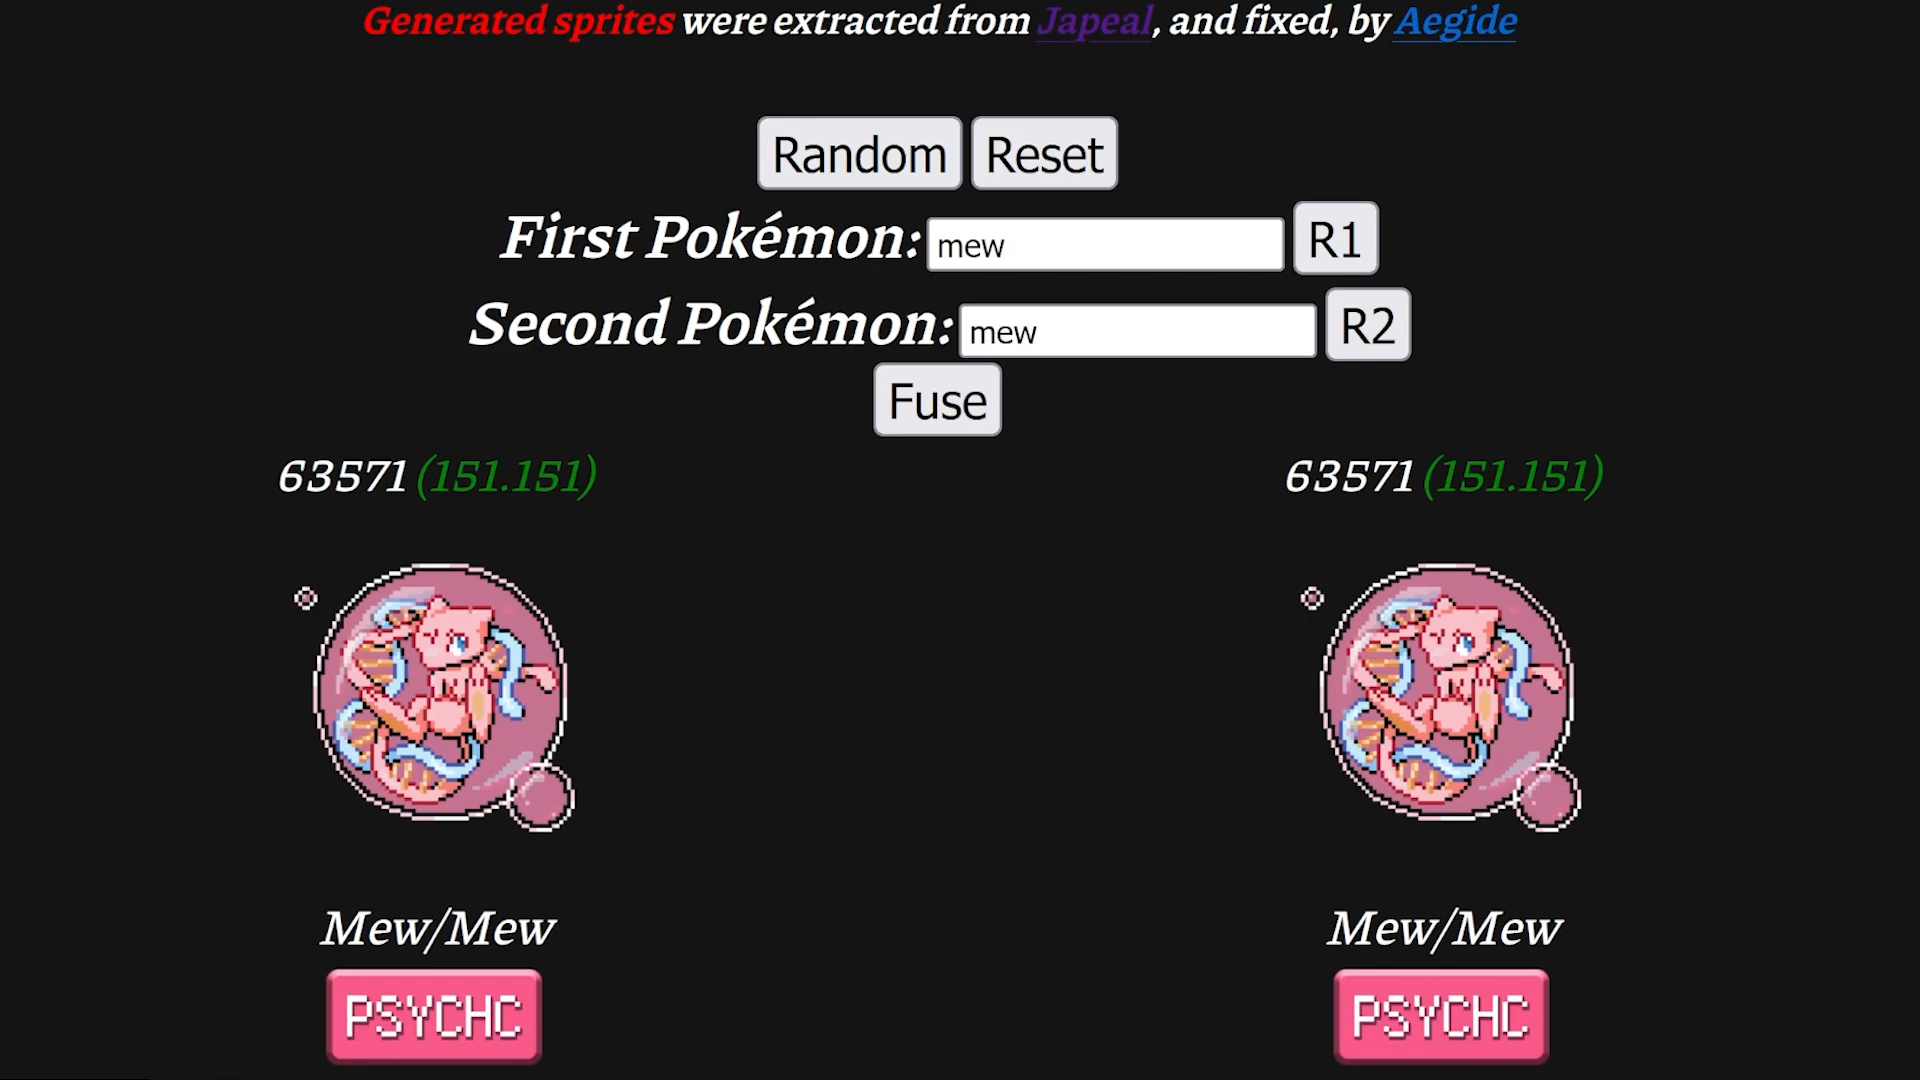 Generated sprites were extracted from Japeal, and fixed, by Aegide
Random Reset
First Pokémon: mew R1
Second Pokémon: mew R2
Fuse
63571 (151.151) 63571 (151.151)
Mew/Mew Mew/Mew
PSYCHC PSYCHC